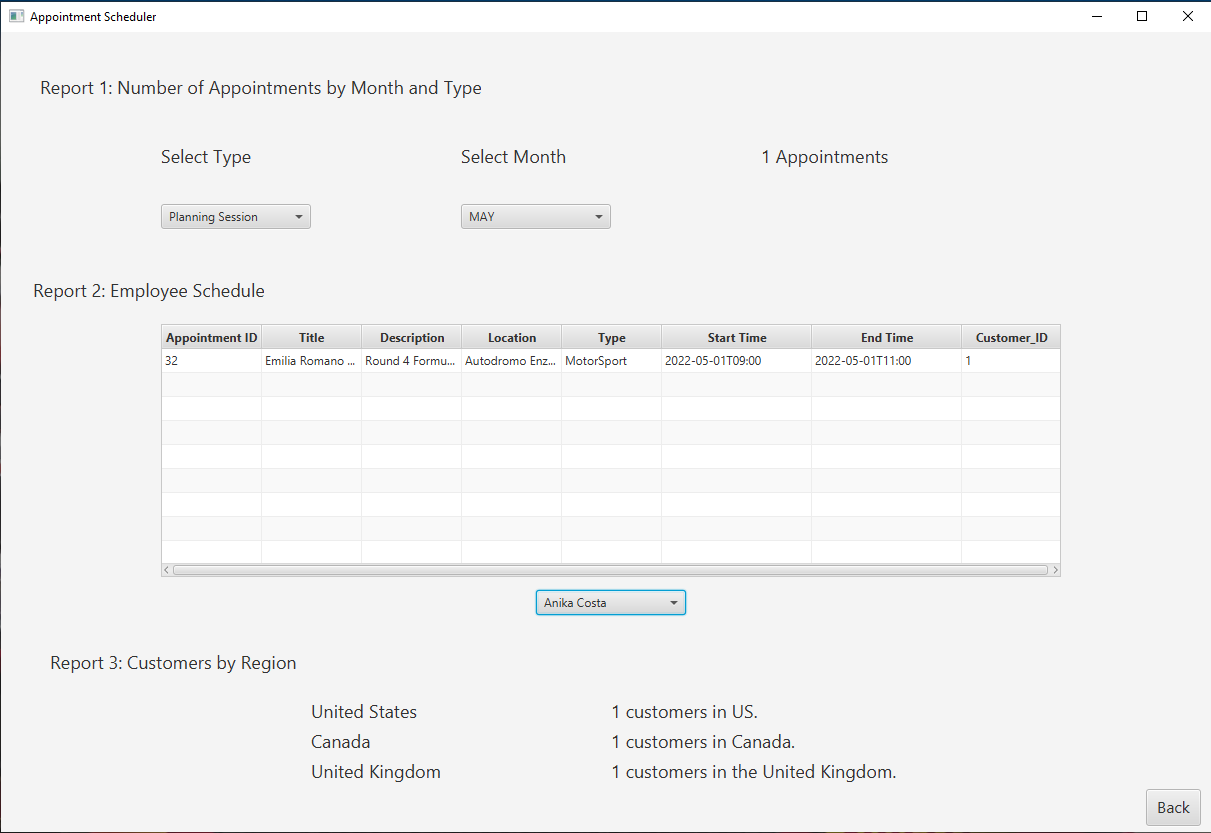 Appointment Scheduler
Report 1: Number of Appointments by Month and Type
Select Type Select Month 1 Appointments
Planning Session MAY
Report 2: Employee Schedule
Appointment ID Title Description Location Type Start Time End Time Customer_ID
32 Emilia Romano ... Round 4 Formu... Autodromo Enz... MotorSport 2022-05-01T09:00 2022-05-01T11:00 1
Anika Costa
Report 3: Customers by Region
United States 1 customers in US.
Canada 1 customers in Canada.
United Kingdom 1 customers in the United Kingdom.
Back